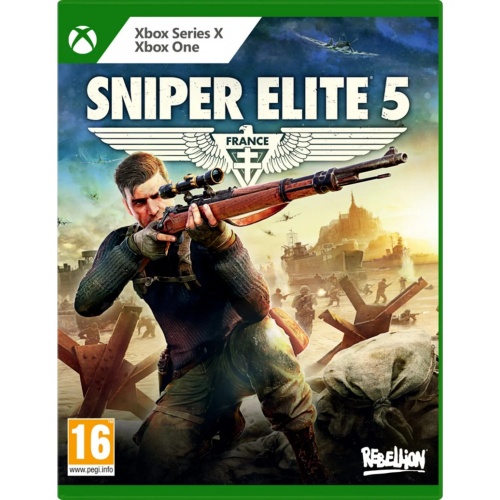 Xbox Series X
Xbox One
SNIPER ELITE 5
FRANCE
16
www.pegi.info
REBELLION